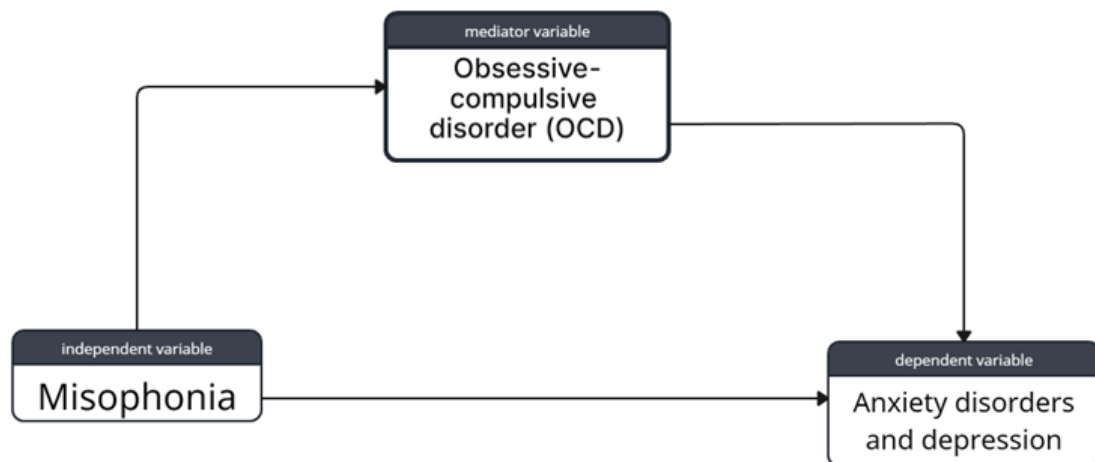 mediator variable
Obsessive-
compulsive
disorder (OCD)
independent variable
Misophonia
dependent variable
Anxiety disorders
and depression